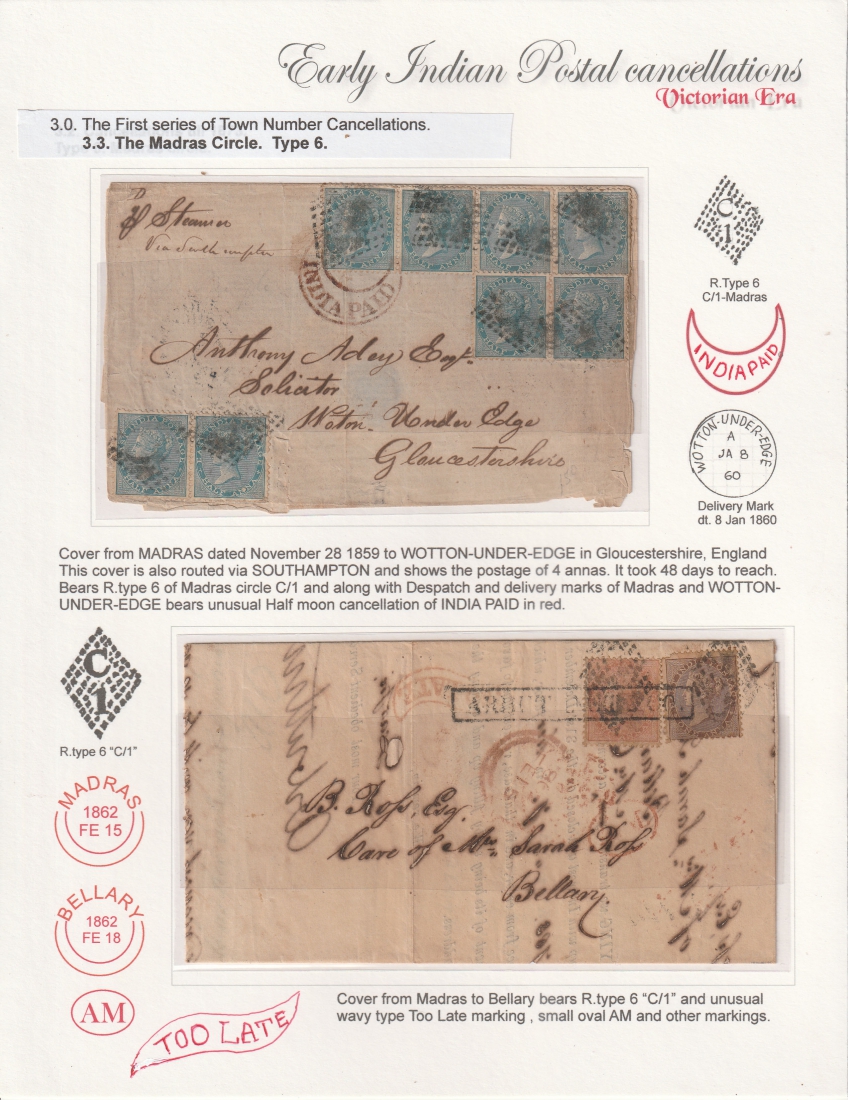 Early Indian Postal cancellations
Victorian Era
3.0. The First series of Town Number Cancellations.
3.3. The Madras Circle. Type 6.
Steamer
Via Southampton
INDIA PAID
Anthony Adey Esqr.
Solicitor
Woton Under Edge
Gloucestershire
C
1
R.Type 6
C/1-Madras
INDIA PAID
WOTTON-UNDER-EDGE
A
JA 8
60
Delivery Mark
dt. 8 Jan 1860
Cover from MADRAS dated November 28 1859 to WOTTON-UNDER-EDGE in Gloucestershire, England
This cover is also routed via SOUTHAMPTON and shows the postage of 4 annas. It took 48 days to reach.
Bears R.type 6 of Madras circle C/1 and along with Despatch and delivery marks of Madras and WOTTON-
UNDER-EDGE bears unusual Half moon cancellation of INDIA PAID in red.
C
1
R.type 6 “C/1”
MADRAS
1862
FE 15
BELLARY
1862
FE 18
AM
TOO LATE
B. Ross, Esq.
Care of Mrs. Sarah Ross
Bellary.
Cover from Madras to Bellary bears R.type 6 “C/1” and unusual
wavy type Too Late marking , small oval AM and other markings.